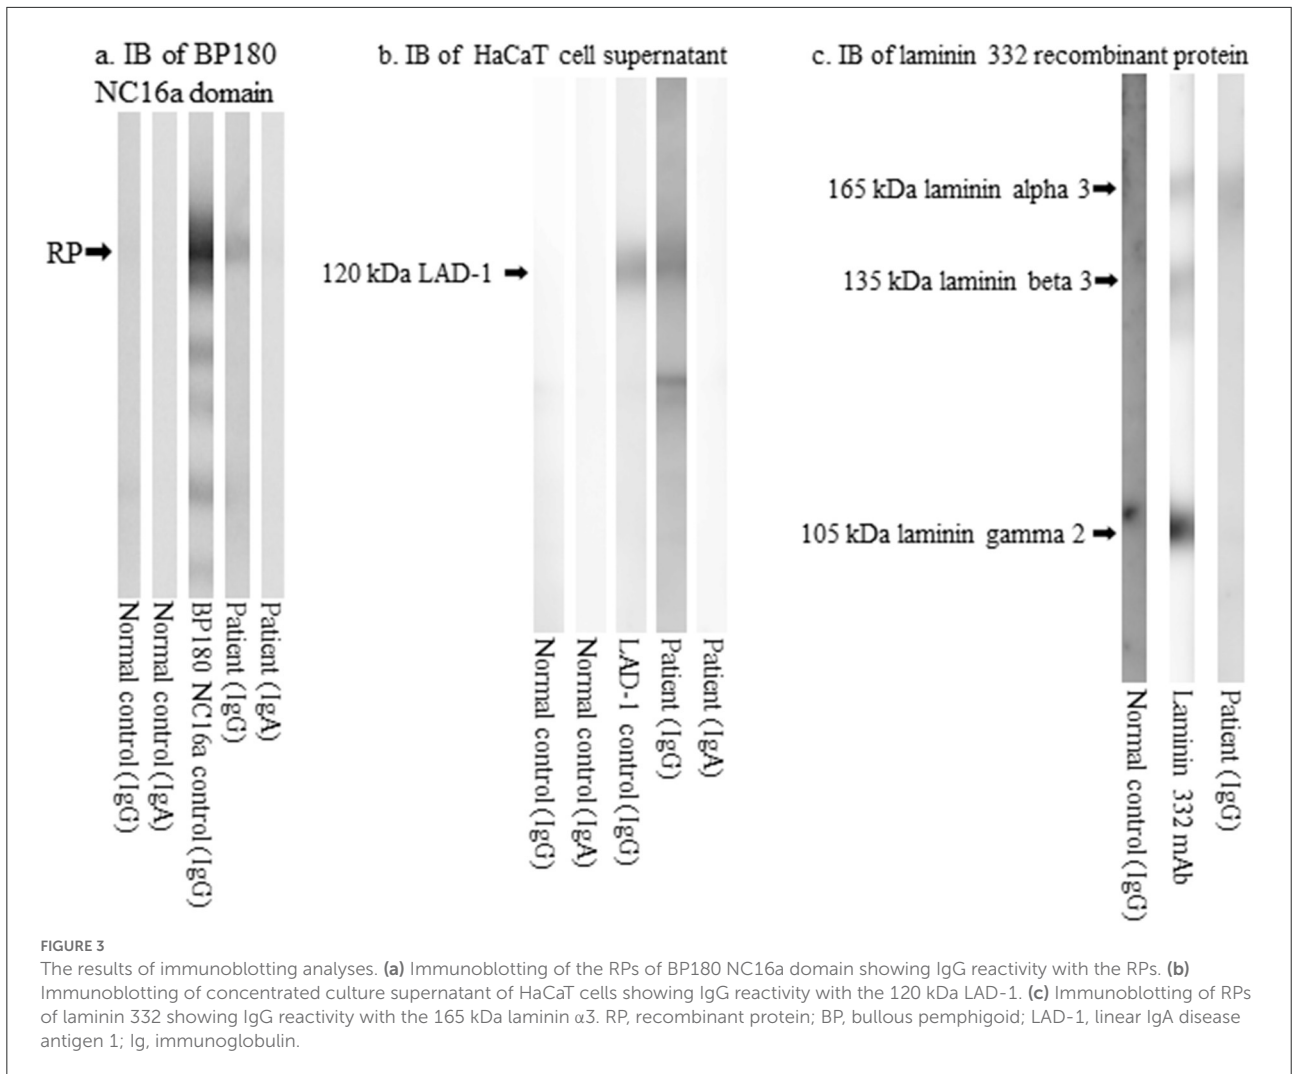 a. IB of BP180
NC16a domain
RP
Normal control (IgG)
Normal control (IgA)
BP180 NC16a control (IgG)
Patient (IgG)
Patient (IgA)
b. IB of HaCaT cell supernatant
120 kDa LAD-1
Normal control (IgG)
Normal control (IgA)
LAD-1 control (IgG)
Patient (IgG)
Patient (IgA)
c. IB of laminin 332 recombinant protein
165 kDa laminin alpha 3
135 kDa laminin beta 3
105 kDa laminin gamma 2
Normal control (IgG)
Laminin 332 mAb
Patient (IgG)
FIGURE 3
The results of immunoblotting analyses. (a) Immunoblotting of the RPs of BP180 NC16a domain showing IgG reactivity with the RPs. (b)
Immunoblotting of concentrated culture supernatant of HaCaT cells showing IgG reactivity with the 120 kDa LAD-1. (c) Immunoblotting of RPs
of laminin 332 showing IgG reactivity with the 165 kDa laminin α3. RP, recombinant protein; BP, bullous pemphigoid; LAD-1, linear IgA disease
antigen 1; Ig, immunoglobulin.